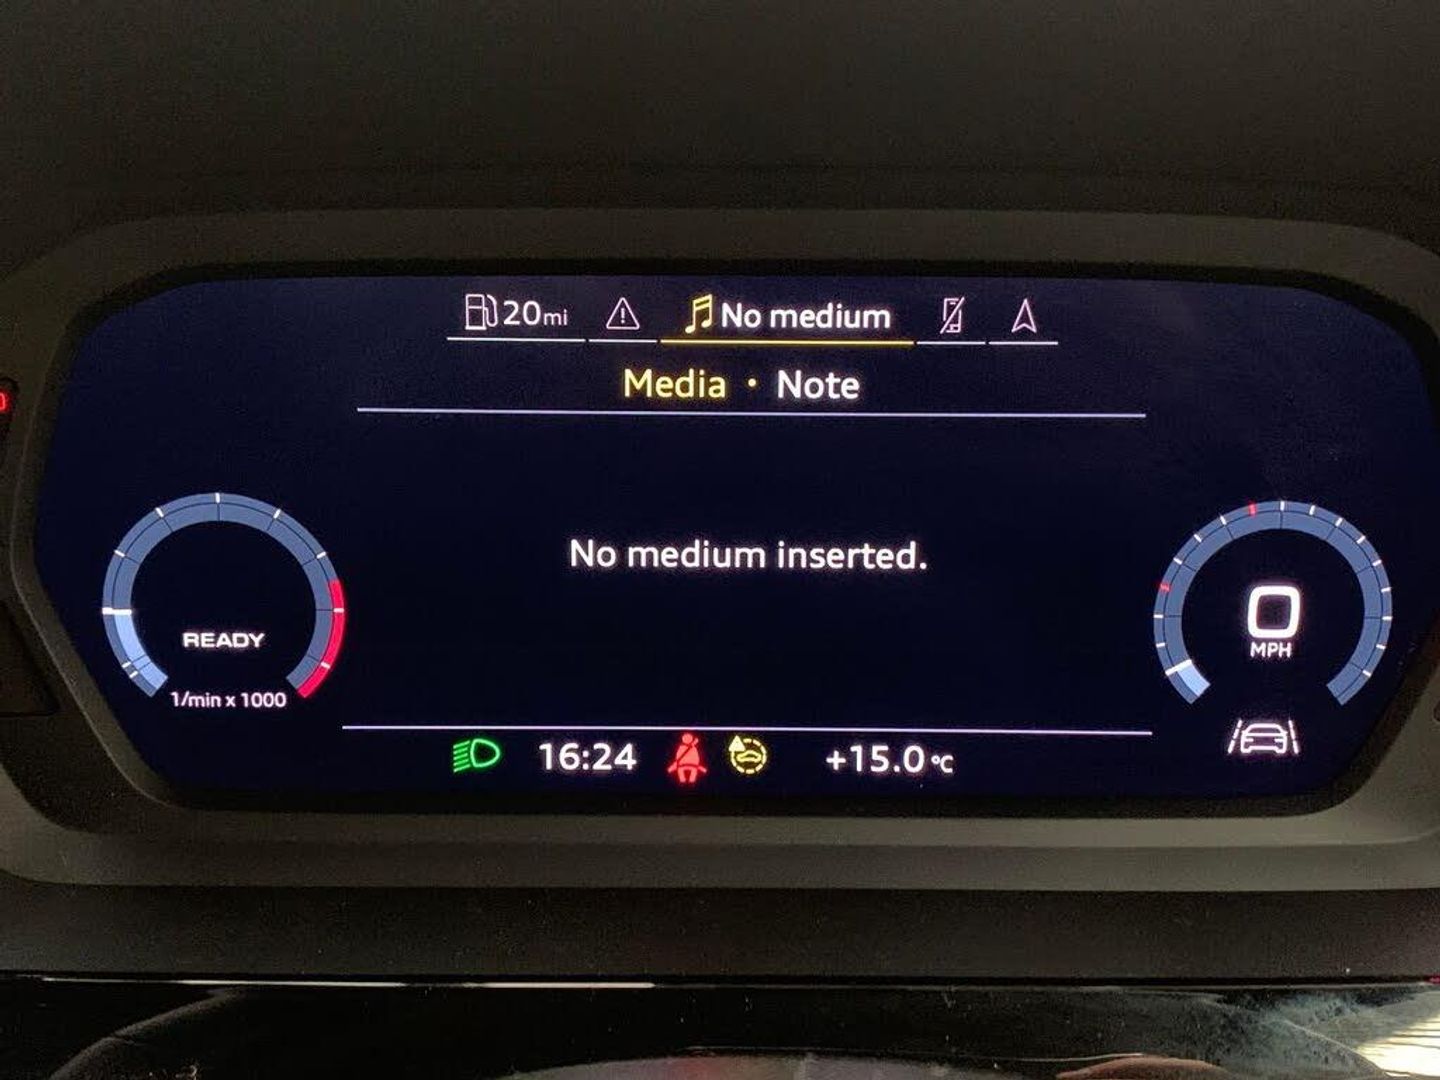 20mi No medium
Media · Note
No medium inserted.
READY
1/min x 1000
0
MPH
16:24 +15.0 °C